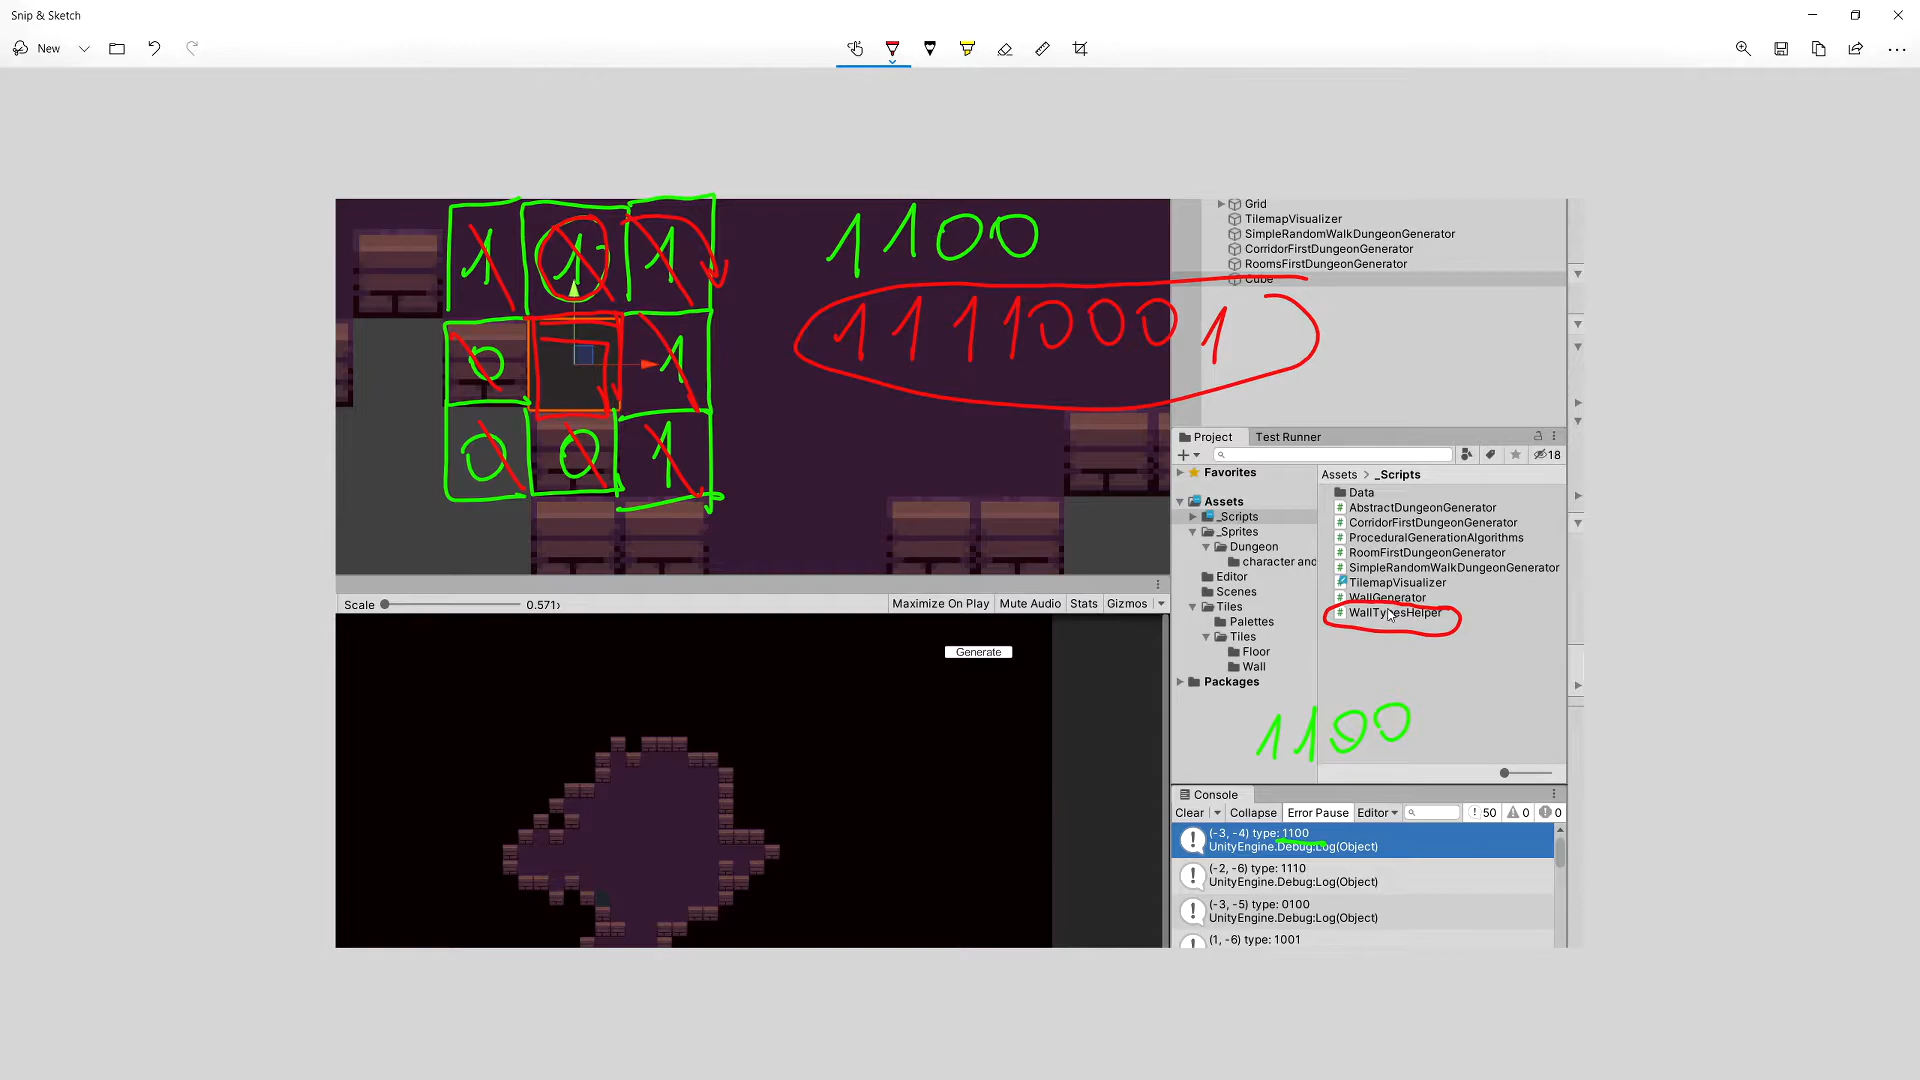 Snip & Sketch
New
1 1 1
0 1
0 0 1
1100
11110001
Grid
TilemapVisualizer
SimpleRandomWalkDungeonGenerator
CorridorFirstDungeonGenerator
RoomsFirstDungeonGenerator
Cube
Project Test Runner
18
Favorites
Assets
_Scripts
_Sprites
Dungeon
character and
Editor
Scenes
Tiles
Palettes
Tiles
Floor
Wall
Packages
Assets > _Scripts
Data
AbstractDungeonGenerator
CorridorFirstDungeonGenerator
ProceduralGenerationAlgorithms
RoomFirstDungeonGenerator
SimpleRandomWalkDungeonGenerator
TilemapVisualizer
WallGenerator
WallTypesHelper
1100
Scale 0.571x Maximize On Play Mute Audio Stats Gizmos
Generate
Console
Clear Collapse Error Pause Editor 50 0 0
(-3, -4) type: 1100
UnityEngine.Debug:Log(Object)
(-2, -6) type: 1110
UnityEngine.Debug:Log(Object)
(-3, -5) type: 0100
UnityEngine.Debug:Log(Object)
(1, -6) type: 1001